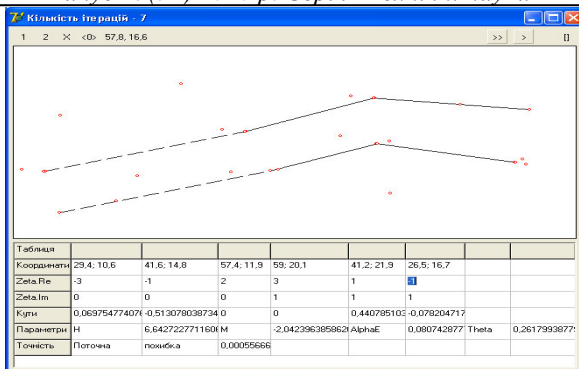 Кількість ітерацій - 7
1 2 X <0> 57,8, 16,6 >> > []
Таблиця
Координати 29,4; 10,6 41,6; 14,8 57,4; 11,9 59; 20,1 41,2; 21,9 26,5; 16,7
Zeta.Re -3 -1 2 3 1 -1
Zeta.Im 0 0 0 1 1 1
Кути 0,06975477407 -0,513078038734 0 0 0,440785103 -0,078204717
Параметри H 6,642722771160 M -2,04239638586 AlphaE 0,080742877 Theta 0,261799387
Точність Поточна похибка 0,00055666